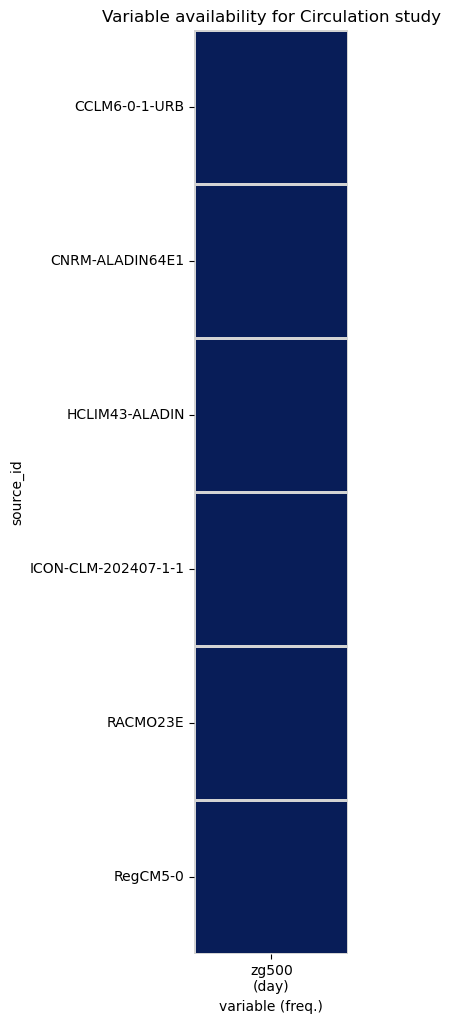 Variable availability for Circulation study
CCLM6-0-1-URB
CNRM-ALADIN64E1
HCLIM43-ALADIN
source_id
ICON-CLM-202407-1-1
RACMO23E
RegCM5-0
zg500
(day)
variable (freq.)